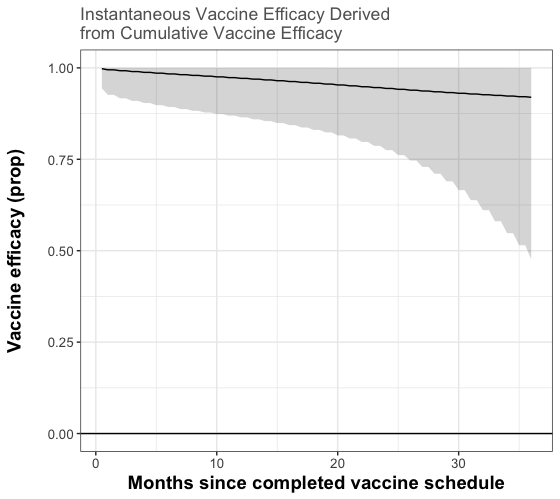 Instantaneous Vaccine Efficacy Derived
from Cumulative Vaccine Efficacy
Vaccine efficacy (prop)
1.00
0.75
0.50
0.25
0.00
0 10 20 30
Months since completed vaccine schedule